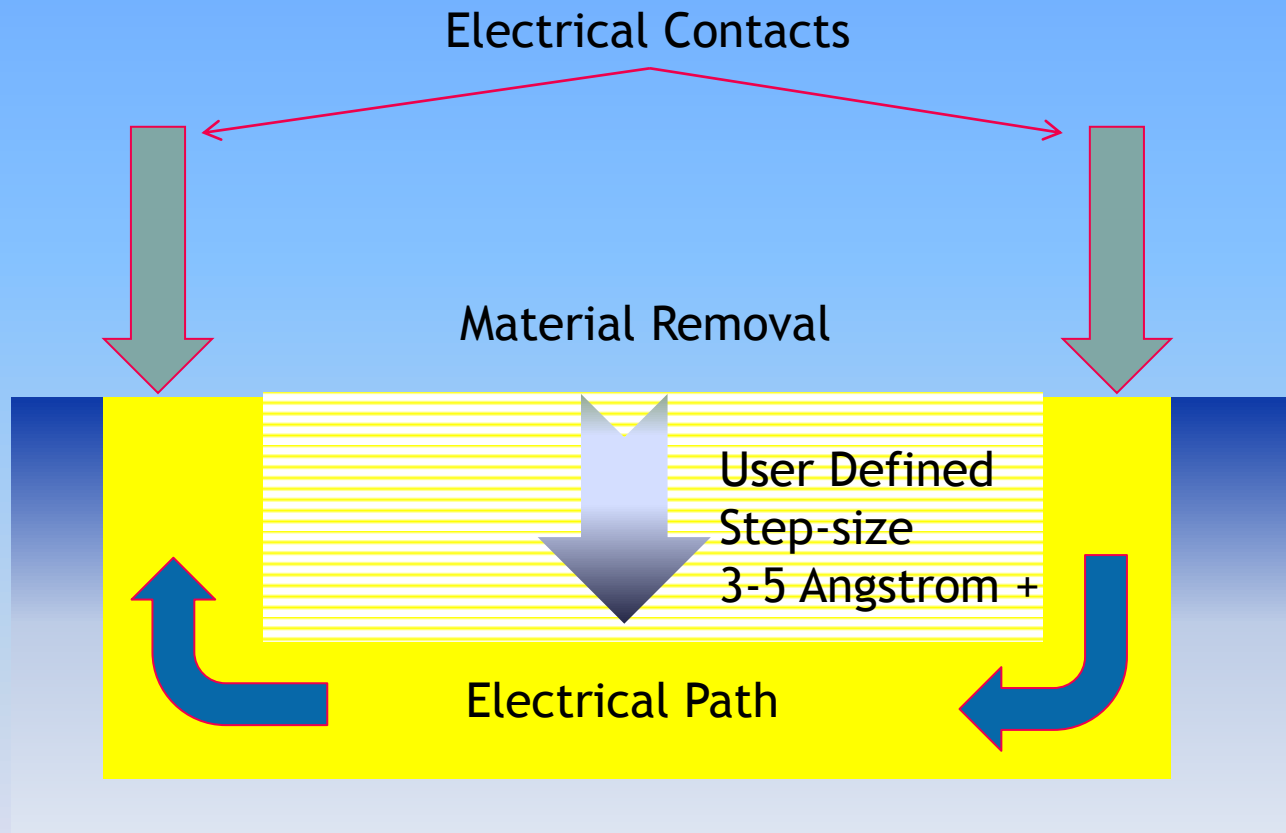 Electrical Contacts
Material Removal
User Defined
Step-size
3-5 Angstrom +
Electrical Path